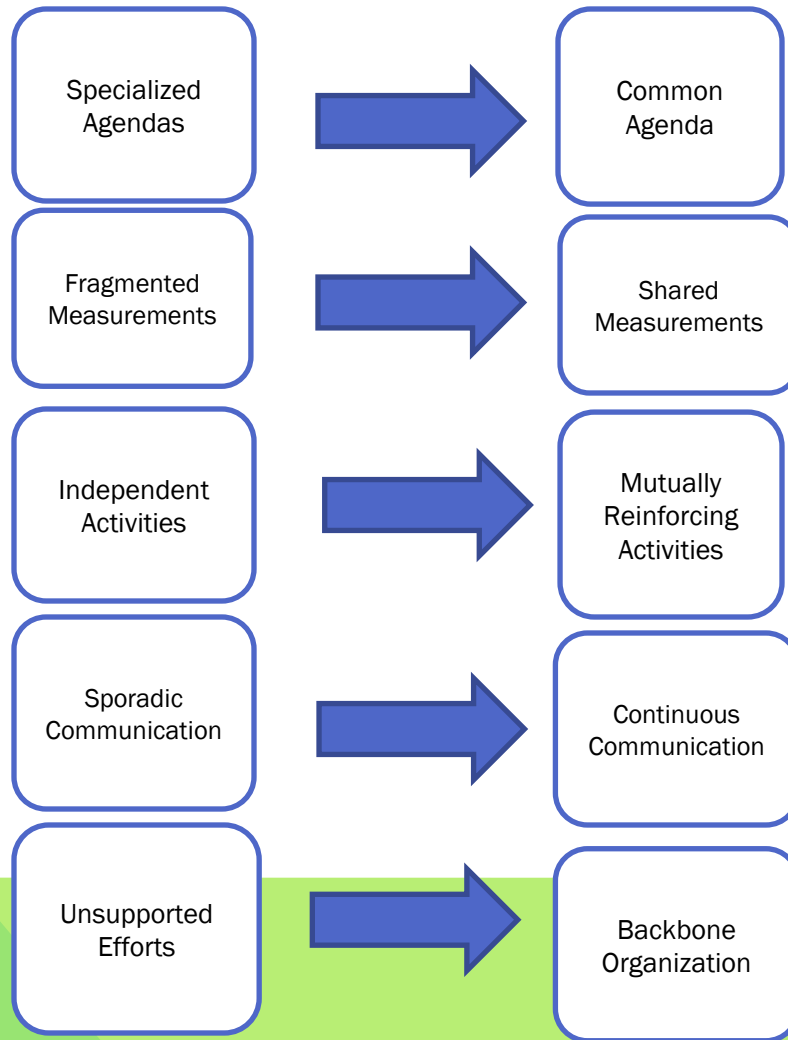 Specialized
Agendas
Common
Agenda
Fragmented
Measurements
Shared
Measurements
Independent
Activities
Mutually
Reinforcing
Activities
Sporadic
Communication
Continuous
Communication
Unsupported
Efforts
Backbone
Organization